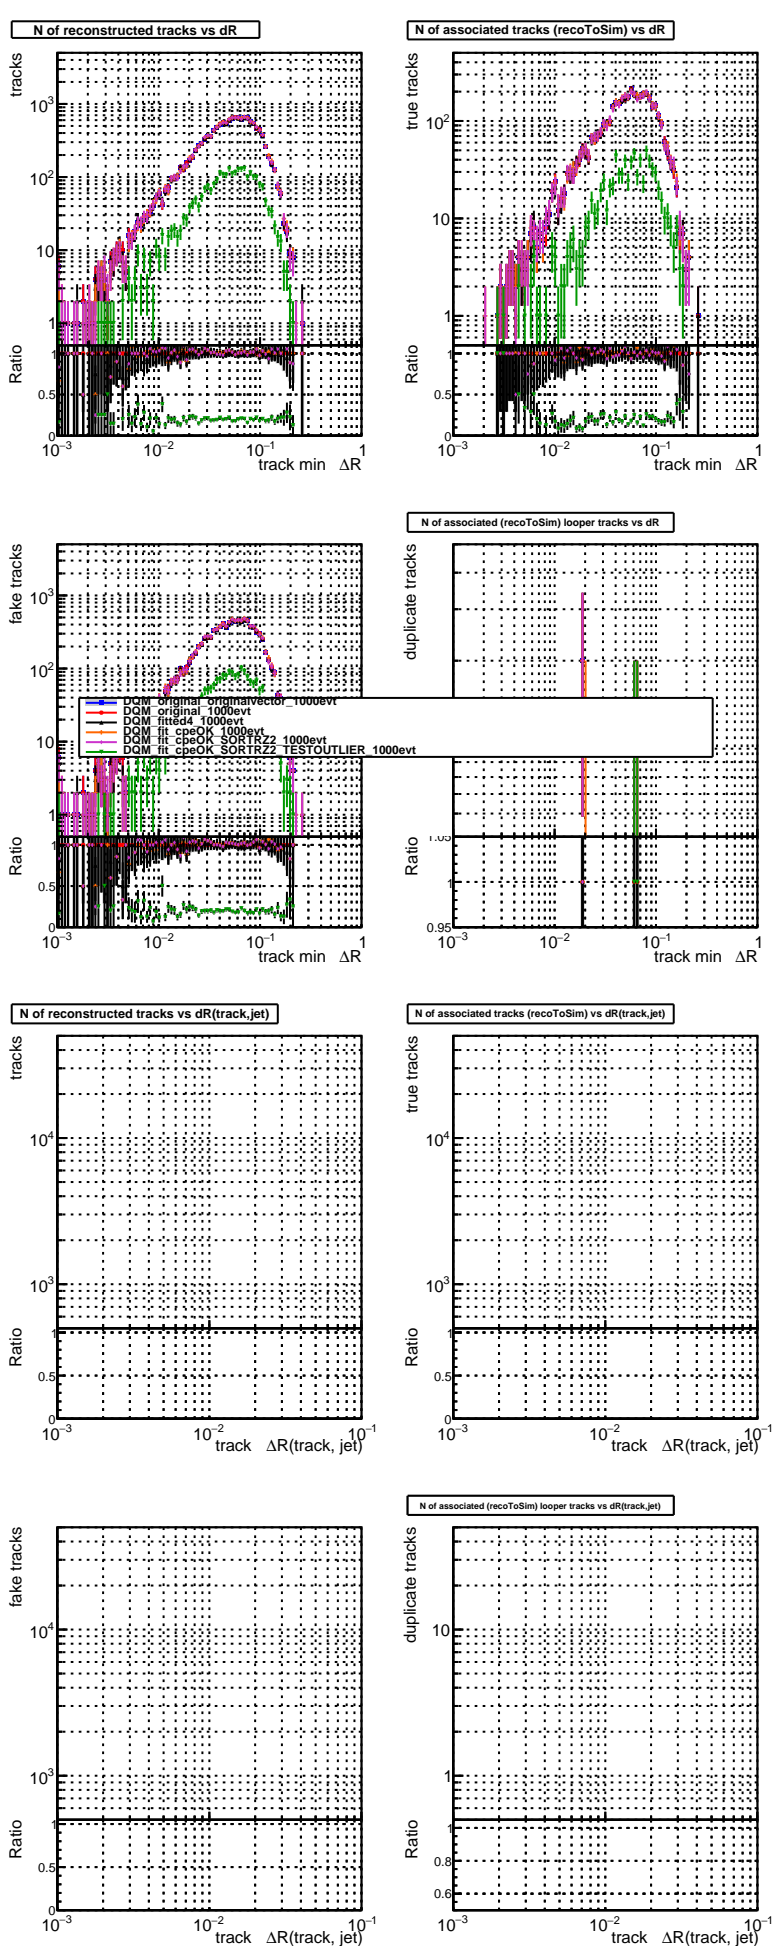 N of reconstructed tracks vs dR
tracks
10³
10²
10
1
Ratio
1
0.5
0
10⁻³
10⁻²
10⁻¹
1
track min ΔR
N of associated tracks (recoToSim) vs dR
true tracks
10²
10
1
Ratio
1
0.5
0
10⁻³
10⁻²
10⁻¹
1
track min ΔR
fake tracks
10³
10²
10
1
Ratio
1
0.5
0
10⁻³
10⁻²
10⁻¹
1
track min ΔR
N of associated (recoToSim) looper tracks vs dR
duplicate tracks
Ratio
1.05
1
0.95
10⁻³
10⁻²
10⁻¹
1
track min ΔR
DQM_original_originalvector_1000evt
DQM_original_1000evt
DQM_fitted4_1000evt
DQM_fit_cpeOK_1000evt
DQM_fit_cpeOK_SORTRZ2_1000evt
DQM_fit_cpeOK_SORTRZ2_TESTOUTLIER_1000evt
N of reconstructed tracks vs dR(track,jet)
tracks
10⁴
10³
Ratio
1
0.5
0
10⁻³
10⁻²
10⁻¹
track ΔR(track, jet)
N of associated tracks (recoToSim) vs dR(track,jet)
true tracks
10⁴
10³
Ratio
1
0.5
0
10⁻³
10⁻²
10⁻¹
track ΔR(track, jet)
fake tracks
10⁴
10³
Ratio
1
0.5
0
10⁻³
10⁻²
10⁻¹
track ΔR(track, jet)
N of associated (recoToSim) looper tracks vs dR(track,jet)
duplicate tracks
10
1
Ratio
1
0.8
0.6
10⁻³
10⁻²
10⁻¹
track ΔR(track, jet)